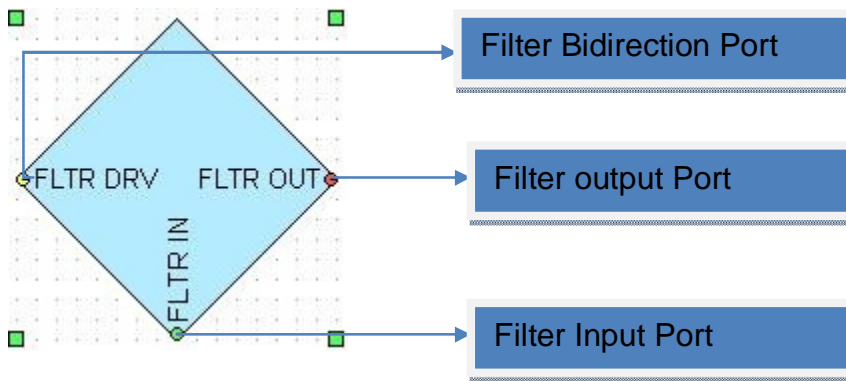 Filter Bidirection Port
FLTR DRV
FLTR OUT
Filter output Port
FLTR IN
Filter Input Port